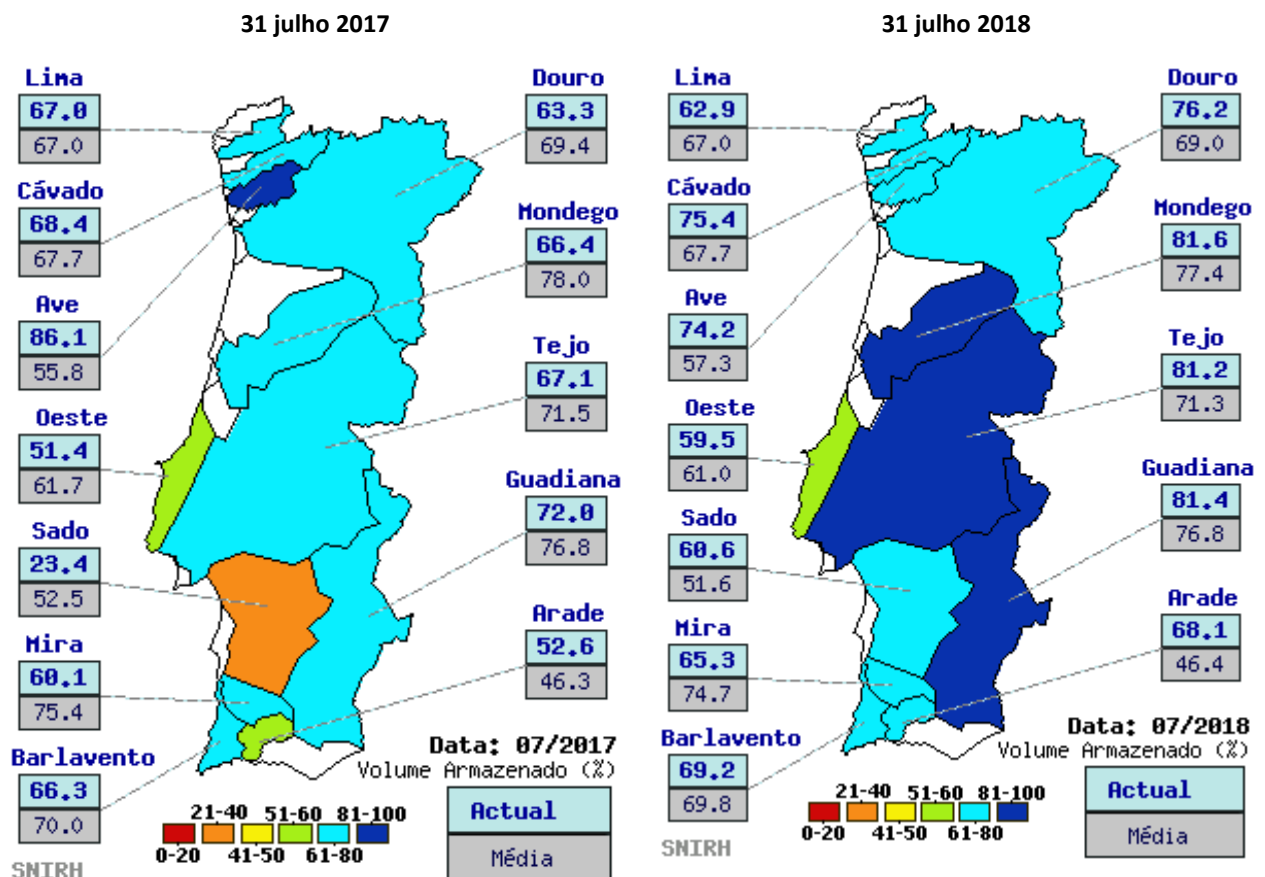 31 julho 2017
Lima
67.0
67.0
Douro
63.3
69.4
Cávado
68.4
67.7
Mondego
66.4
78.0
Ave
86.1
55.8
Tejo
67.1
71.5
Oeste
51.4
61.7
Guadiana
72.0
76.8
Sado
23.4
52.5
Arade
52.6
46.3
Mira
60.1
75.4
Barlavento
66.3
70.0
Data: 07/2017
Volume Armazenado (%)
21-40 51-60 81-100
0-20 41-50 61-80
Actual
Média
SNIRH
31 julho 2018
Lima
62.9
67.0
Douro
76.2
69.0
Cávado
75.4
67.7
Mondego
81.6
77.4
Ave
74.2
57.3
Tejo
81.2
71.3
Oeste
59.5
61.0
Guadiana
81.4
76.8
Sado
60.6
51.6
Arade
68.1
46.4
Mira
65.3
74.7
Barlavento
69.2
69.8
Data: 07/2018
Volume Armazenado (%)
21-40 51-60 81-100
0-20 41-50 61-80
Actual
Média
SNIRH